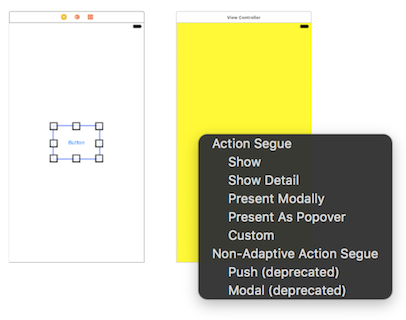 View Controller
Button
Action Segue
Show
Show Detail
Present Modally
Present As Popover
Custom
Non-Adaptive Action Segue
Push (deprecated)
Modal (deprecated)